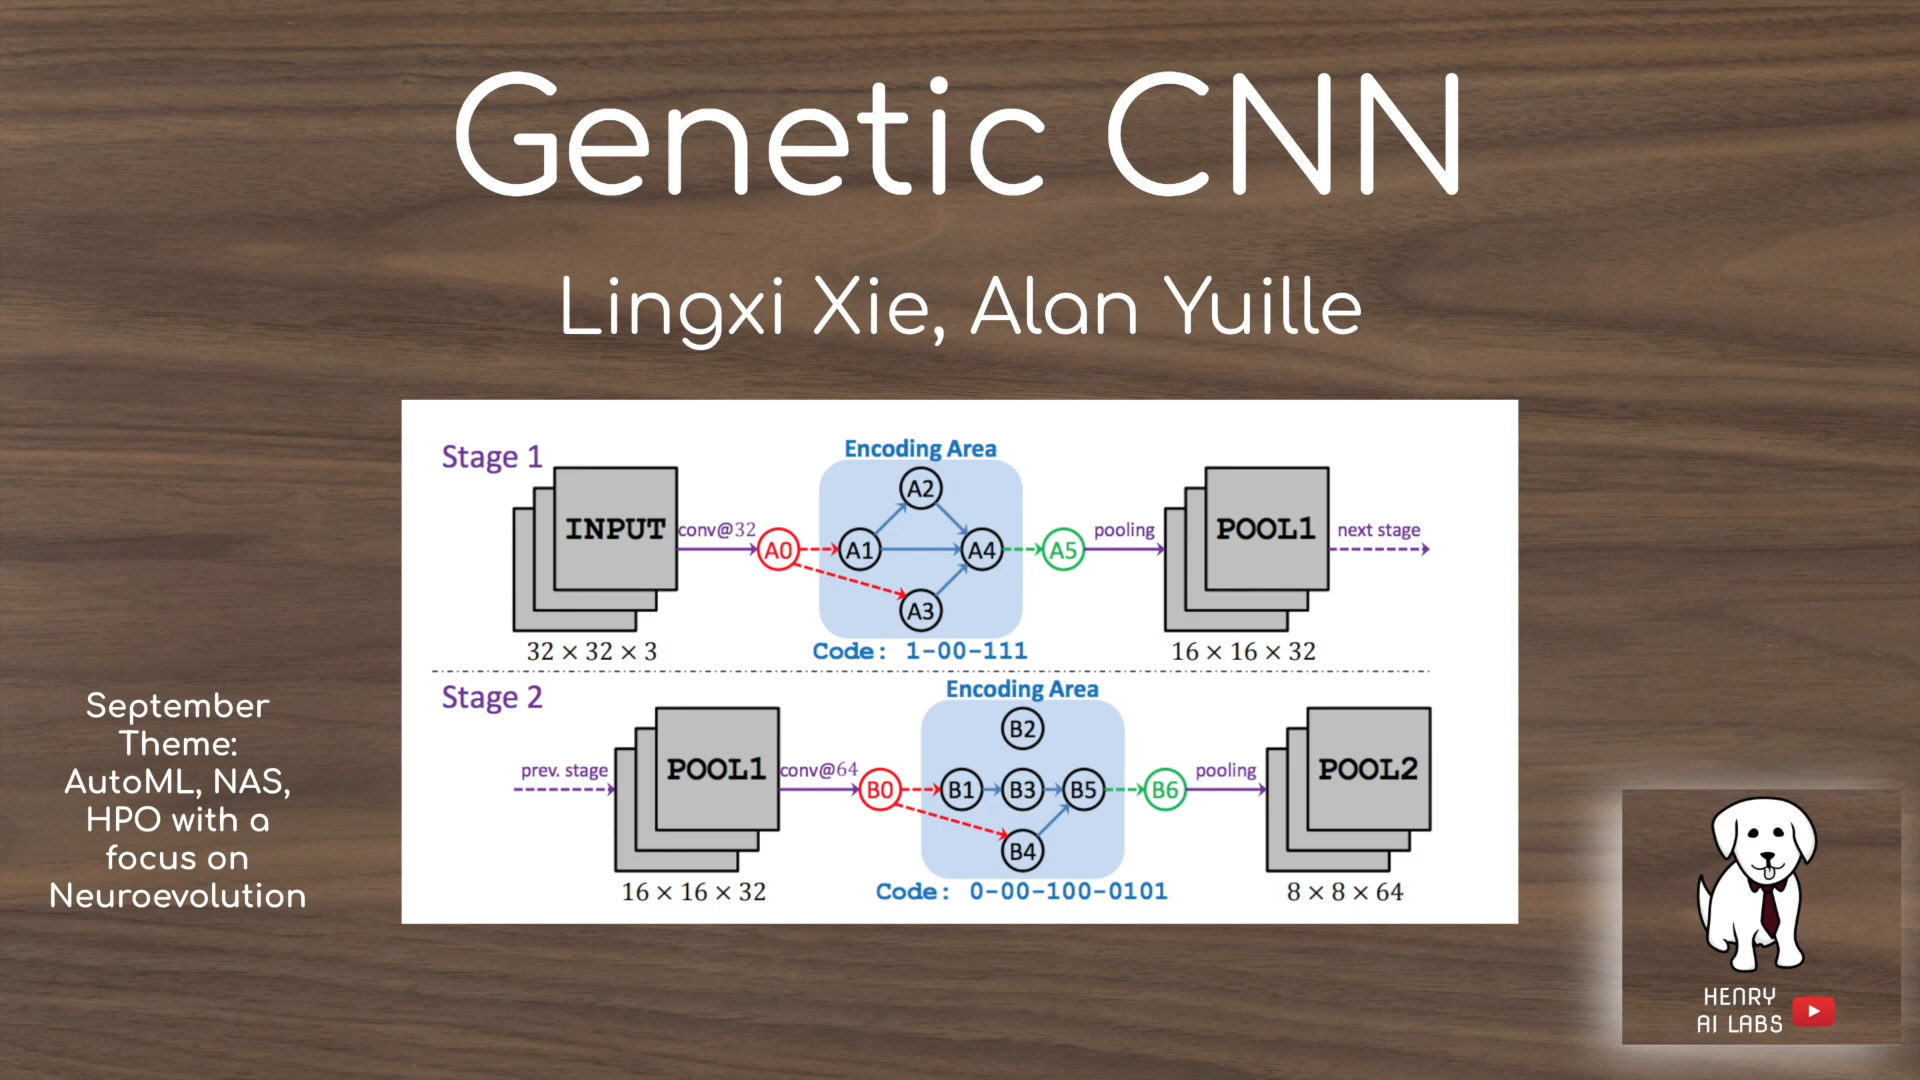 Genetic CNN
Lingxi Xie, Alan Yuille
Stage 1
Encoding Area
INPUT
conv@32
A0
A1
A2
A3
A4
A5
pooling
POOL1
next stage
32 × 32 × 3
Code: 1-00-111
16 × 16 × 32
Stage 2
Encoding Area
prev. stage
POOL1
conv@64
B0
B1
B2
B3
B4
B5
B6
pooling
POOL2
16 × 16 × 32
Code: 0-00-100-0101
8 × 8 × 64
September
Theme:
AutoML, NAS,
HPO with a
focus on
Neuroevolution
HENRY
AI LABS